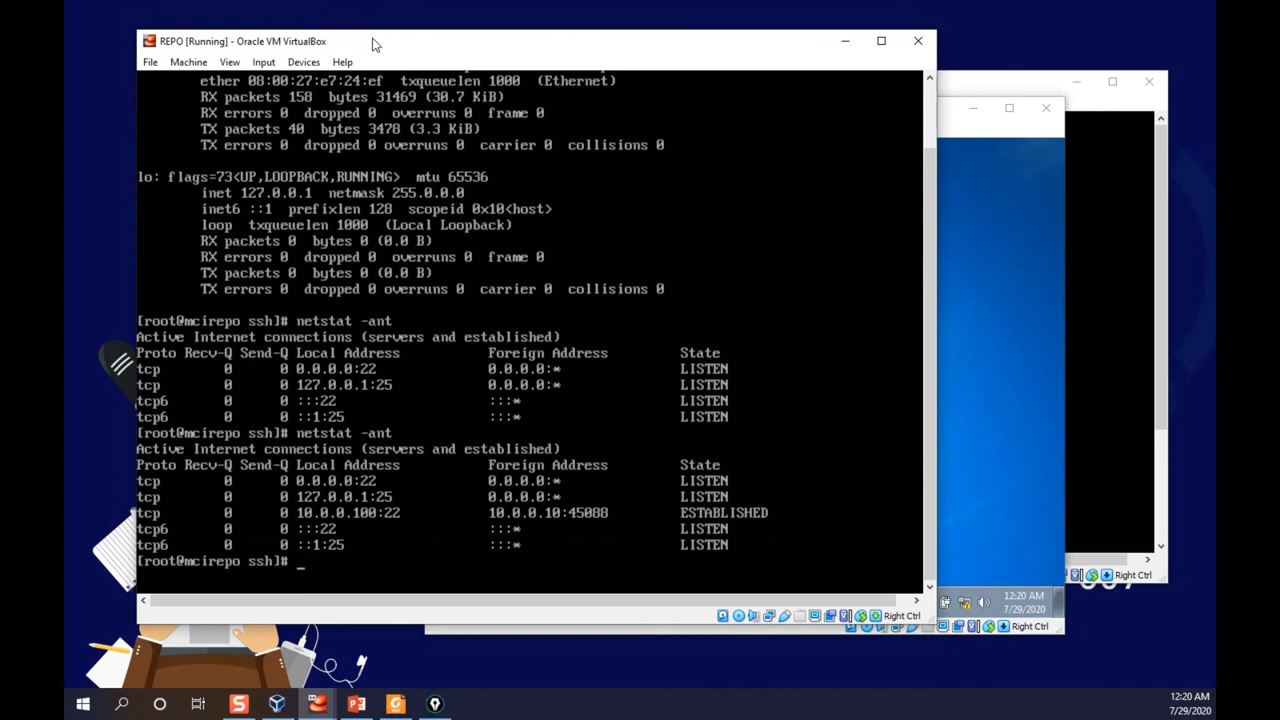 REPO [Running] - Oracle VM VirtualBox
File Machine View Input Devices Help
ether 08:00:27:e7:24:ef txqueuelen 1000 (Ethernet)
RX packets 158 bytes 31469 (30.7 KiB)
RX errors 0 dropped 0 overruns 0 frame 0
TX packets 40 bytes 3478 (3.3 KiB)
TX errors 0 dropped 0 overruns 0 carrier 0 collisions 0
lo: flags=73<UP,LOOPBACK,RUNNING> mtu 65536
inet 127.0.0.1 netmask 255.0.0.0
inet6 ::1 prefixlen 128 scopeid 0x10<host>
loop txqueuelen 1000 (Local Loopback)
RX packets 0 bytes 0 (0.0 B)
RX errors 0 dropped 0 overruns 0 frame 0
TX packets 0 bytes 0 (0.0 B)
TX errors 0 dropped 0 overruns 0 carrier 0 collisions 0
[root@mcirepo ssh]# netstat -ant
Active Internet connections (servers and established)
Proto Recv-Q Send-Q Local Address Foreign Address State
tcp 0 0 0.0.0.0:22 0.0.0.0:* LISTEN
tcp 0 0 127.0.0.1:25 0.0.0.0:* LISTEN
tcp6 0 0 :::22 :::* LISTEN
tcp6 0 0 ::1:25 :::* LISTEN
[root@mcirepo ssh]# netstat -ant
Active Internet connections (servers and established)
Proto Recv-Q Send-Q Local Address Foreign Address State
tcp 0 0 0.0.0.0:22 0.0.0.0:* LISTEN
tcp 0 0 127.0.0.1:25 0.0.0.0:* LISTEN
tcp 0 0 10.0.0.100:22 10.0.0.10:45088 ESTABLISHED
tcp6 0 0 :::22 :::* LISTEN
tcp6 0 0 ::1:25 :::* LISTEN
[root@mcirepo ssh]# _
Right Ctrl
Right Ctrl
12:20 AM
7/29/2020
Right Ctrl
12:20 AM
7/29/2020